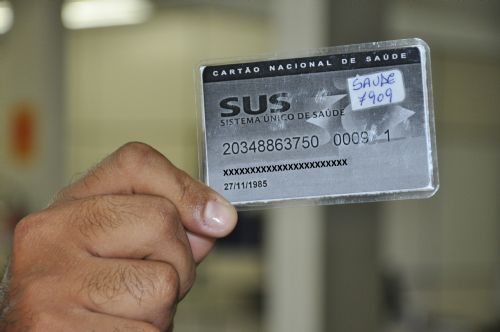 CARTÃO NACIONAL DE SAÚDE
SAUDE
7909
SUS
SISTEMA ÚNICO DE SAÚDE
20348863750 0009 1
XXXXXXXXXXXXXXXXXXXXXXX
27/11/1985